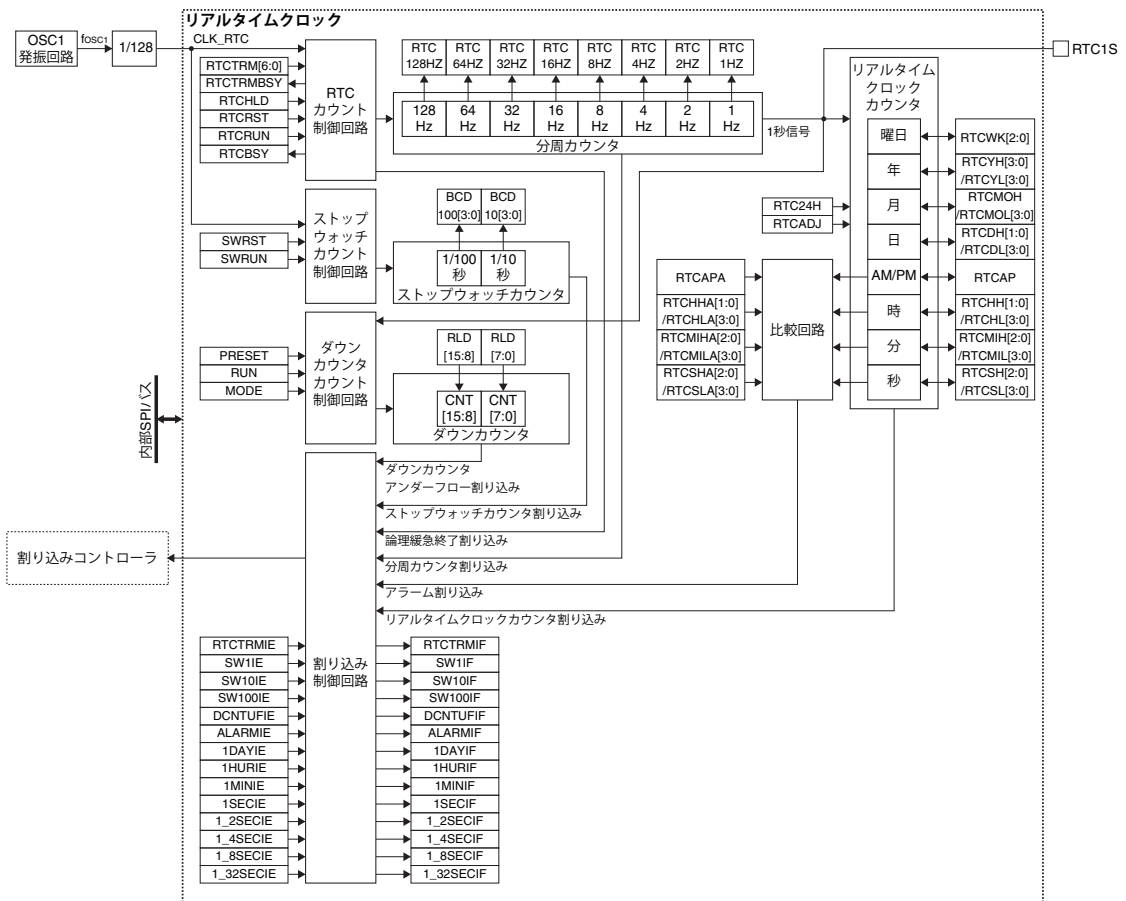 リアルタイムクロック
OSC1
発振回路
fOSC1
1/128
CLK_RTC
RTCTRM[6:0]
RTCTRMBSY
RTCHLD
RTCRST
RTCRUN
RTCBSY
RTC
カウント
制御回路
RTC
128HZ
RTC
64HZ
RTC
32HZ
RTC
16HZ
RTC
8HZ
RTC
4HZ
RTC
2HZ
RTC
1HZ
128
Hz
64
Hz
32
Hz
16
Hz
8
Hz
4
Hz
2
Hz
1
Hz
分周カウンタ
1秒信号
RTC1S
リアルタイム
クロック
カウンタ
曜日
年
月
日
AM/PM
時
分
秒
RTCWK[2:0]
RTCYH[3:0]
/RTCYL[3:0]
RTCMOH
/RTCMOL[3:0]
RTCDH[1:0]
/RTCDL[3:0]
RTCAP
RTCHH[1:0]
/RTCHL[3:0]
RTCMIH[2:0]
/RTCMIL[3:0]
RTCSH[2:0]
/RTCSL[3:0]
RTC24H
RTCADJ
RTCAPA
RTCHHA[1:0]
/RTCHLA[3:0]
RTCMIHA[2:0]
/RTCMILA[3:0]
RTCSHA[2:0]
/RTCSLA[3:0]
比較回路
SWRST
SWRUN
ストップ
ウォッチ
カウント
制御回路
BCD
100[3:0]
BCD
10[3:0]
1/100
秒
1/10
秒
ストップウォッチカウンタ
PRESET
RUN
MODE
ダウン
カウンタ
カウント
制御回路
RLD
[15:8]
RLD
[7:0]
CNT
[15:8]
CNT
[7:0]
ダウンカウンタ
内部SPIバス
割り込みコントローラ
ダウンカウンタ
アンダーフロー割り込み
ストップウォッチカウンタ割り込み
論理緩急終了割り込み
分周カウンタ割り込み
アラーム割り込み
リアルタイムクロックカウンタ割り込み
割り込み
制御回路
RTCTRMIE
SW1IE
SW10IE
SW100IE
DCNTUFIE
ALARMIE
1DAYIE
1HURIE
1MINIE
1SECIE
1_2SECIE
1_4SECIE
1_8SECIE
1_32SECIE
RTCTRMIF
SW1IF
SW10IF
SW100IF
DCNTUFIF
ALARMIF
1DAYIF
1HURIF
1MINIF
1SECIF
1_2SECIF
1_4SECIF
1_8SECIF
1_32SECIF